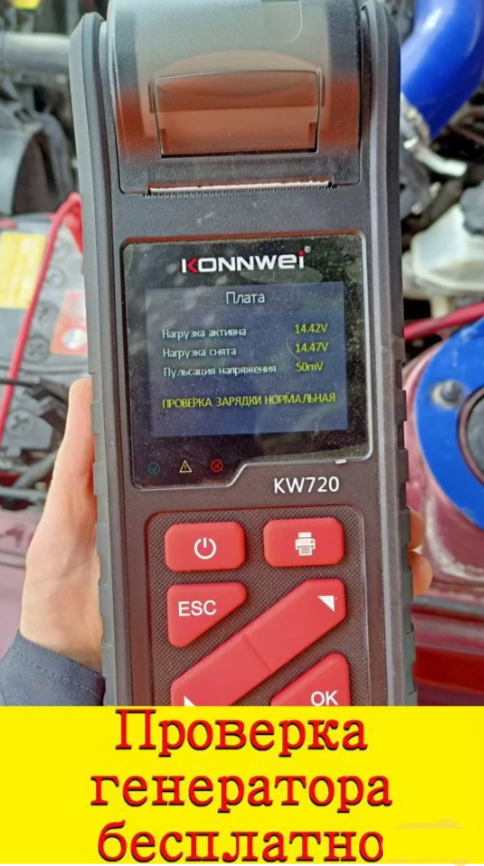 KONNWEI®
Плата
Нагрузка активна 14.42V
Нагрузка снята 14.47V
Пульсация напряжения 50mV
ПРОВЕРКА ЗАРЯДКИ НОРМАЛЬНАЯ
KW720
ESC
OK
Проверка
генератора
бесплатно